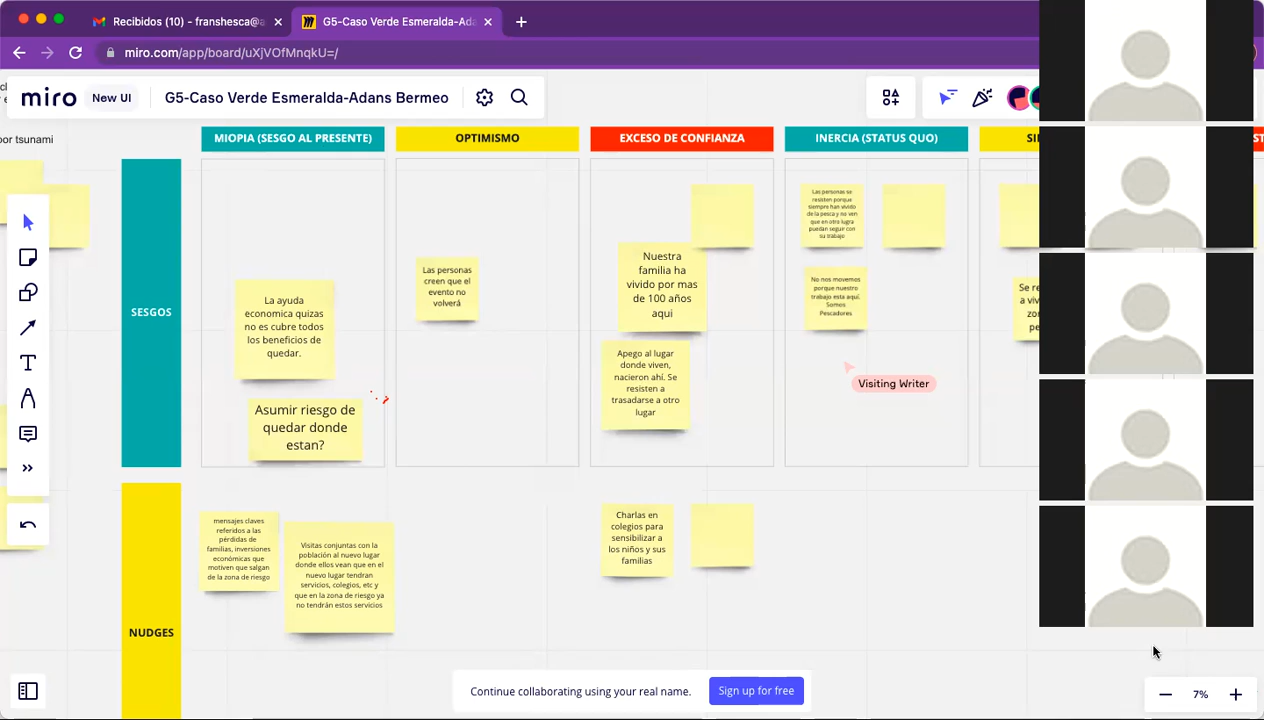 Recibidos (10) - franshesca@a
G5-Caso Verde Esmeralda-Ada
miro.com/app/board/uXjVOfMnqkU=/
miro
New UI
G5-Caso Verde Esmeralda-Adans Bermeo
por tsunami
MIOPIA (SESGO AL PRESENTE)
OPTIMISMO
EXCESO DE CONFIANZA
INERCIA (STATUS QUO)
SESGOS
La ayuda
economica quizas
no es cubre todos
los beneficios de
quedar.
Asumir riesgo de
quedar donde
estan?
Las personas
creen que el
evento no
volverá
Nuestra
familia ha
vivido por mas
de 100 años
aqui
Apego al lugar
donde viven,
nacieron ahí. Se
resisten a
trasadarse a otro
lugar
Las personas se
resisten porque
siempre han vivido
de la pesca y no ven
que en otro lugra
puedan seguir con
su trabajo
No nos movemos
porque nuestro
trabajo esta aquí.
Somos
Pescadores
Se re
a viv
zor
pe
Visiting Writer
NUDGES
mensajes claves
referidos a las
pérdidas de
familias, inversiones
económicas que
motiven que salgan
de la zona de riesgo
Visitas conjuntas con la
población al nuevo lugar
donde ellos vean que en el
nuevo lugar tendran
servicios, colegios, etc y
que en la zona de riesgo ya
no tendrán estos servicios
Charlas en
colegios para
sensibilizar a
los niños y sus
familias
Continue collaborating using your real name.
Sign up for free
7%